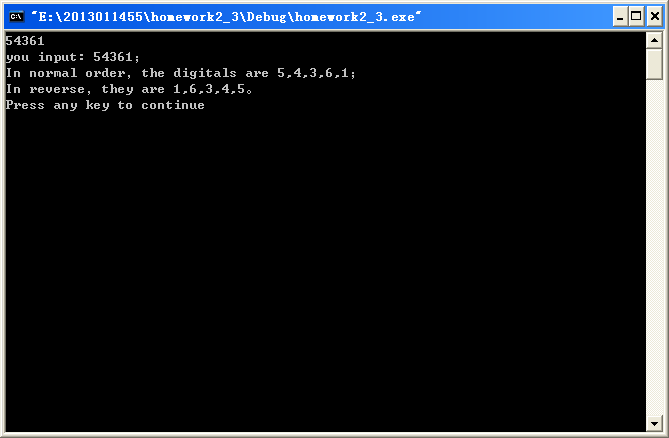 "E:\2013011455\homework2_3\Debug\homework2_3.exe"
54361
you input: 54361;
In normal order, the digitals are 5,4,3,6,1;
In reverse, they are 1,6,3,4,5。
Press any key to continue